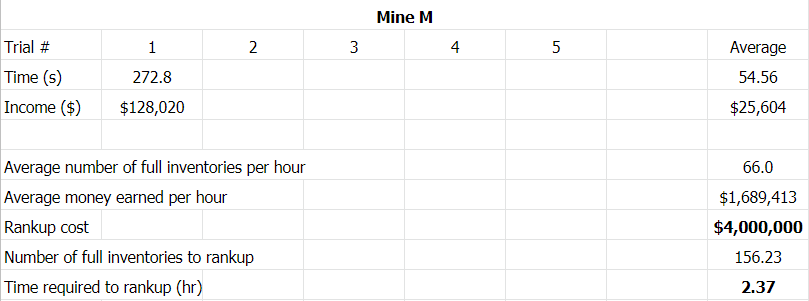 Mine M
Trial # 1 2 3 4 5 Average
Time (s) 272.8 54.56
Income ($) $128,020 $25,604
Average number of full inventories per hour 66.0
Average money earned per hour $1,689,413
Rankup cost $4,000,000
Number of full inventories to rankup 156.23
Time required to rankup (hr) 2.37